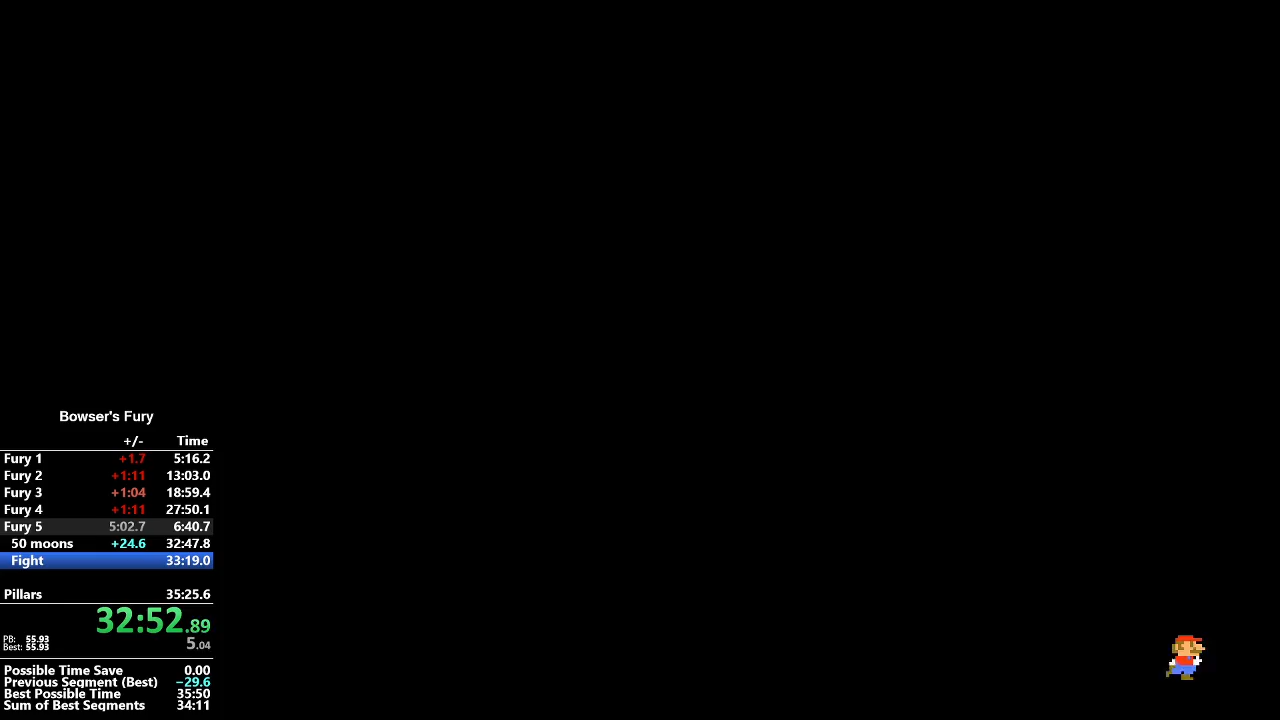 Bowser's Fury
+/- Time
Fury 1 +1.7 5:16.2
Fury 2 +1:11 13:03.0
Fury 3 +1:04 18:59.4
Fury 4 +1:11 27:50.1
Fury 5 5:02.7 6:40.7
50 moons +24.6 32:47.8
Fight 33:19.0
Pillars 35:25.6
32:52.89
PB: 55.93 5.04
Best: 55.93
Possible Time Save 0.00
Previous Segment (Best) −29.6
Best Possible Time 35:50
Sum of Best Segments 34:11